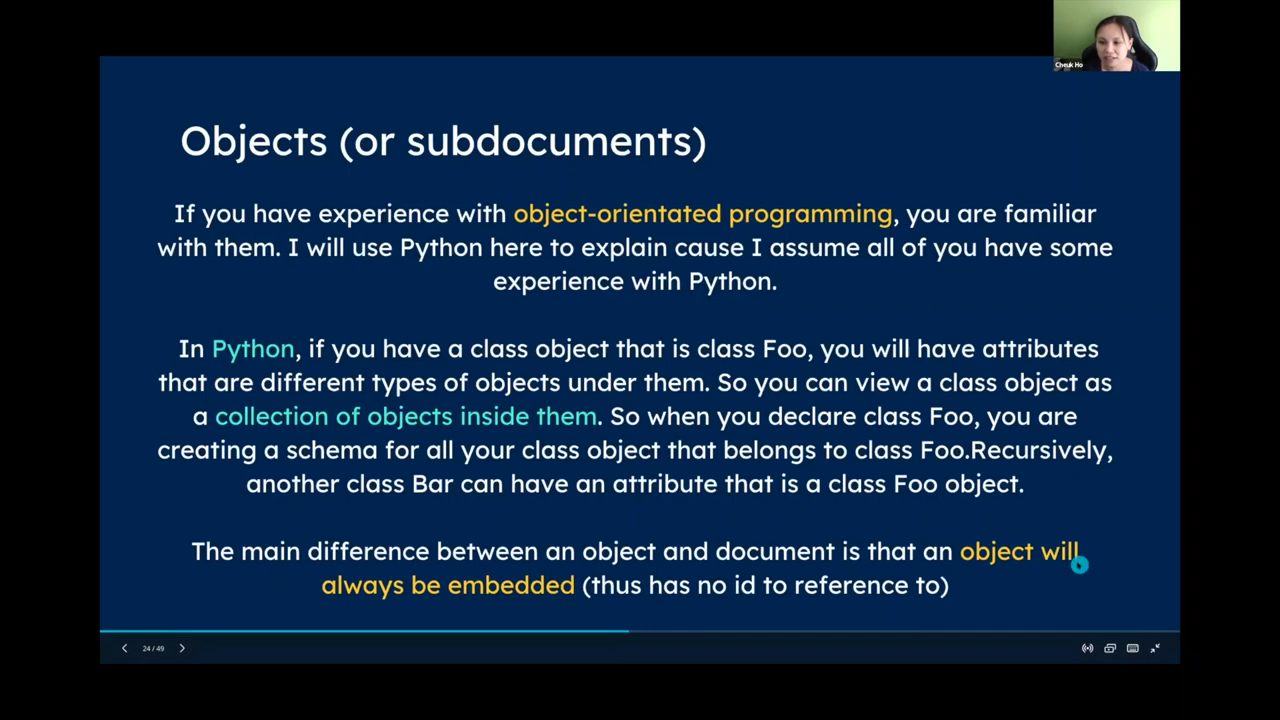 Cheuk Ho
Objects (or subdocuments)
If you have experience with object-orientated programming, you are familiar
with them. I will use Python here to explain cause I assume all of you have some
experience with Python.
In Python, if you have a class object that is class Foo, you will have attributes
that are different types of objects under them. So you can view a class object as
a collection of objects inside them. So when you declare class Foo, you are
creating a schema for all your class object that belongs to class Foo.Recursively,
another class Bar can have an attribute that is a class Foo object.
The main difference between an object and document is that an object will
always be embedded (thus has no id to reference to)
24 / 49